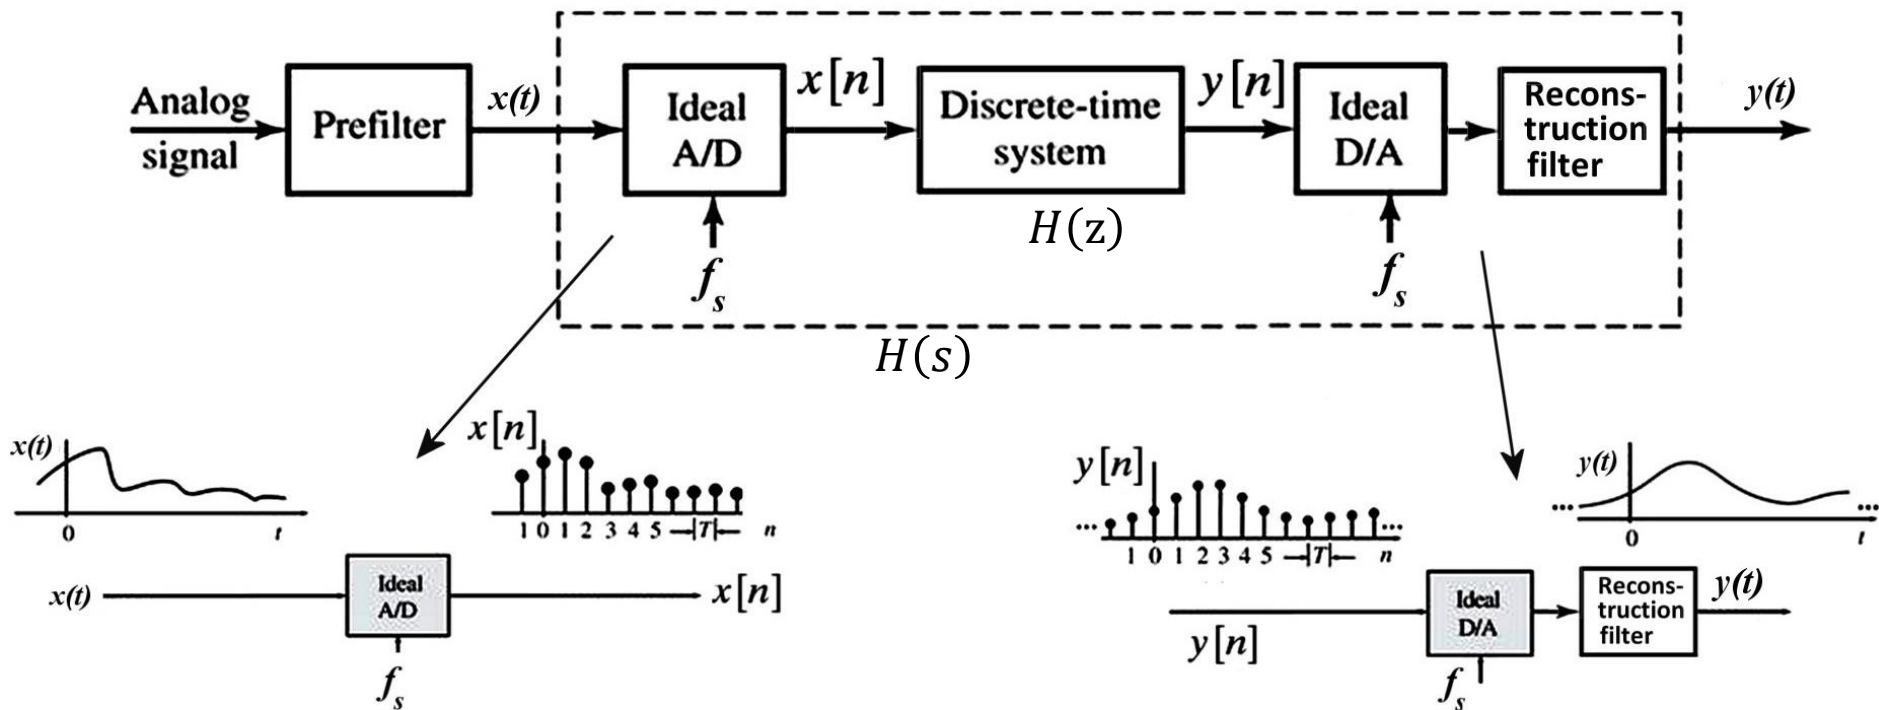 Analog
signal
Prefilter
x(t)
Ideal
A/D
f_s
x[n]
Discrete-time
system
H(z)
y[n]
Ideal
D/A
f_s
Recons-
truction
filter
y(t)
H(s)
x(t)
0
t
x[n]
1 0 1 2 3 4 5 T n
x(t)
Ideal
A/D
x[n]
f_s
y[n]
... ...
1 0 1 2 3 4 5 T n
y(t)
... ...
0
t
y[n]
Ideal
D/A
f_s
Recons-
truction
filter
y(t)